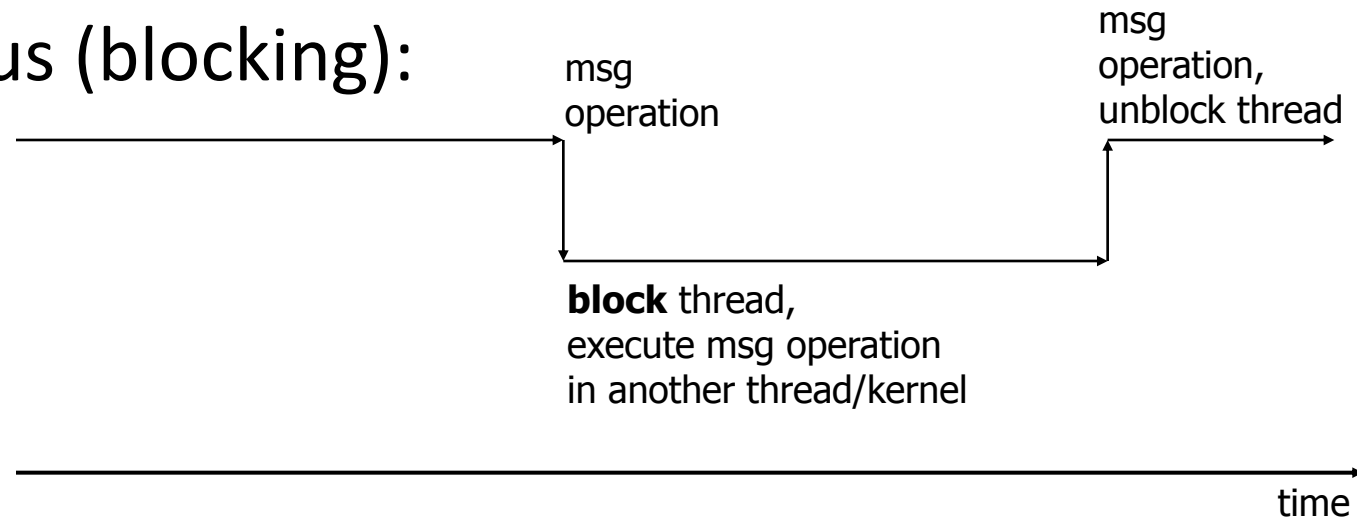 us (blocking):
msg
operation
msg
operation,
unblock thread
block thread,
execute msg operation
in another thread/kernel
time